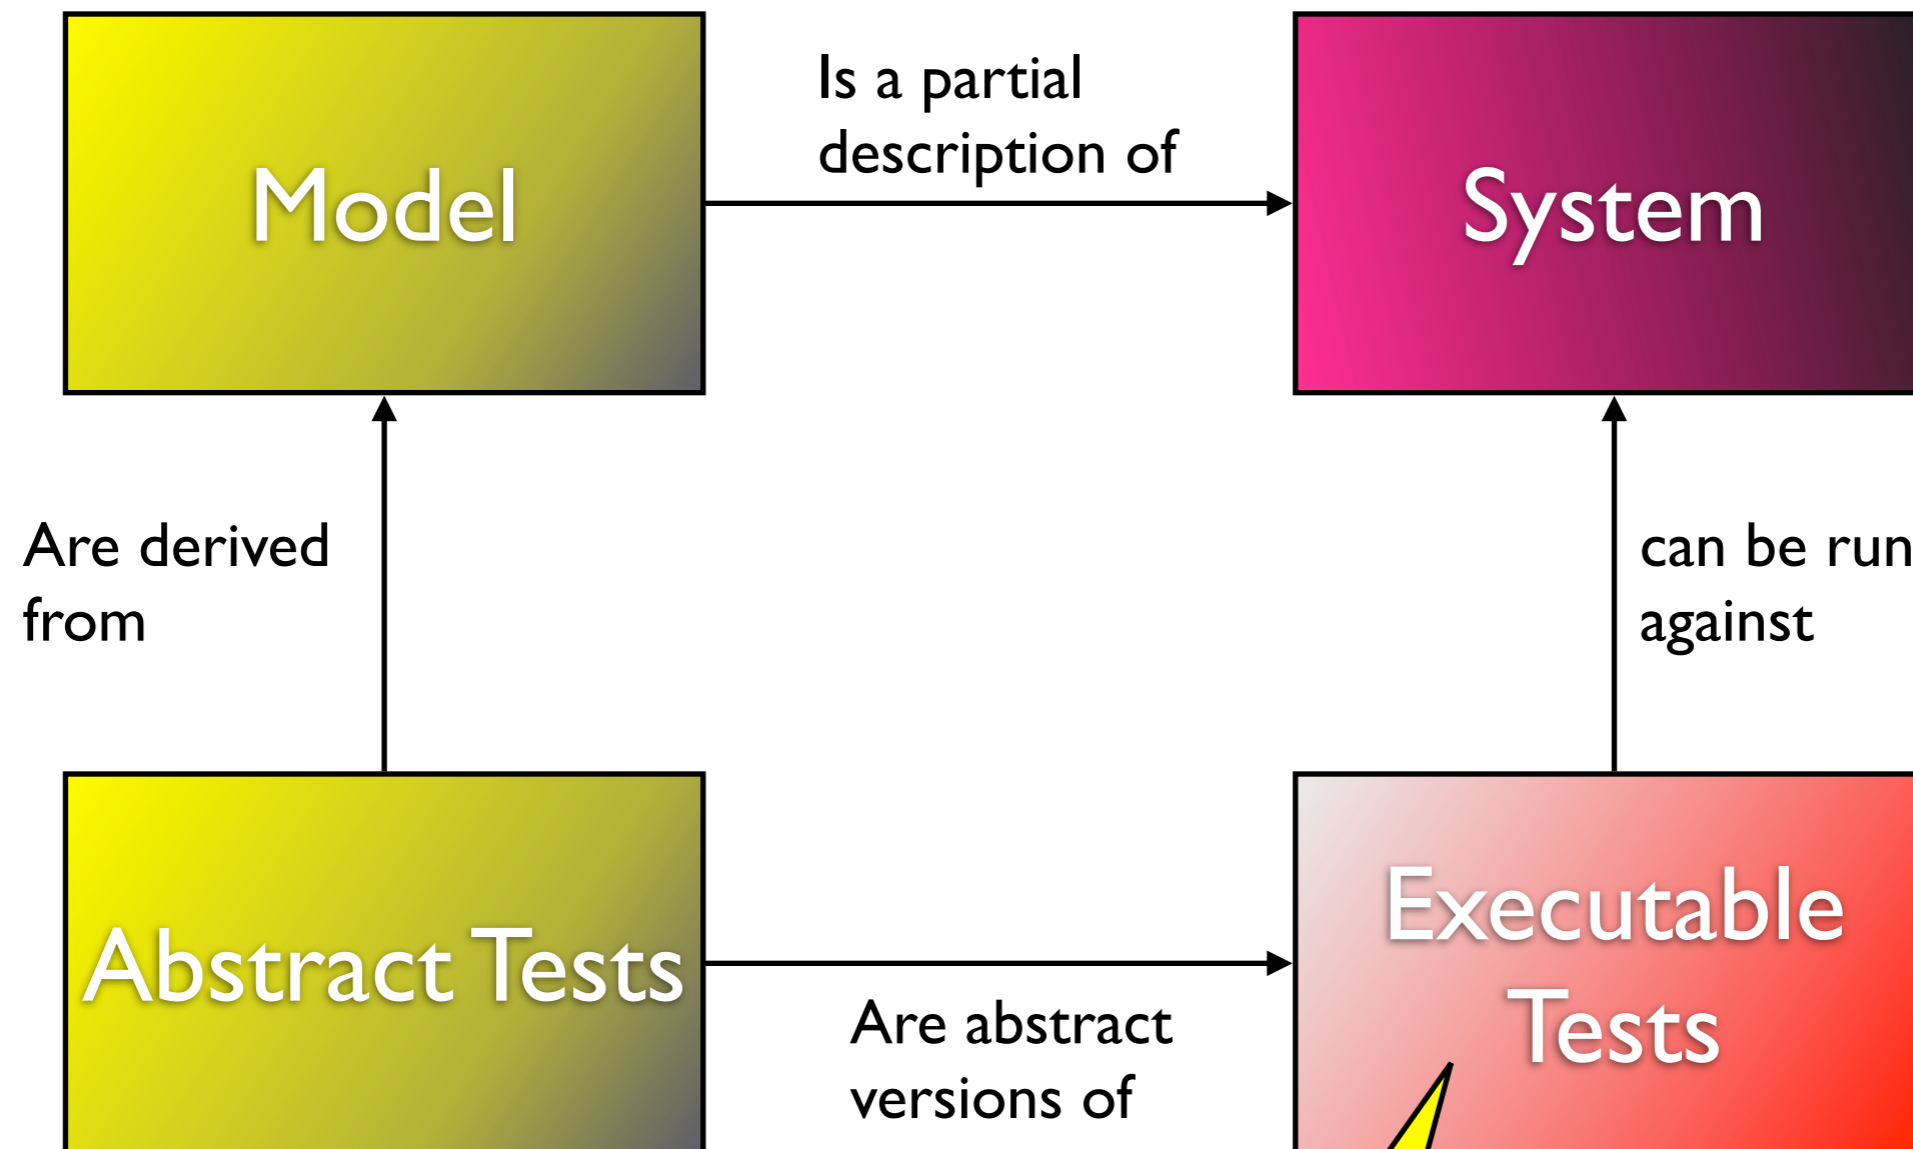 Is a partial
description of
Model
System
Are derived
from
can be run
against
Abstract Tests
Executable
Tests
Are abstract
versions of